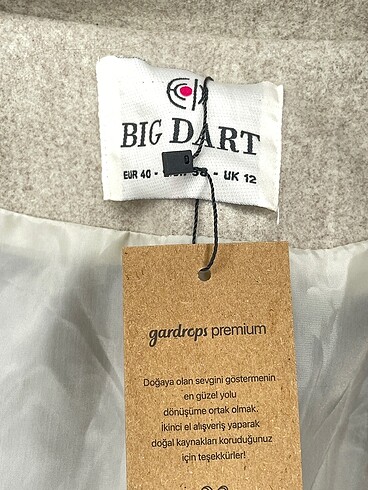 BIG DART
EUR 40 - 38 - UK 12
gardrops premium
Doğaya olan sevgini göstermenin
en güzel yolu
dönüşüme ortak olmak.
İkinci el alışveriş yaparak
doğal kaynakları koruduğunuz
için teşekkürler!